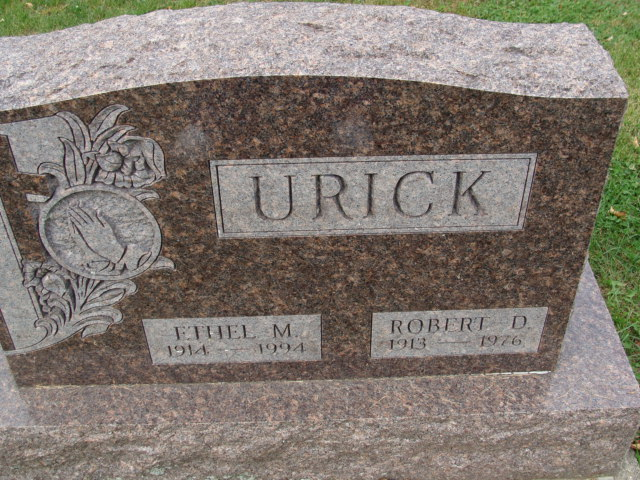 URICK
ETHEL M.
1914 — 1994
ROBERT D.
1913 — 1976